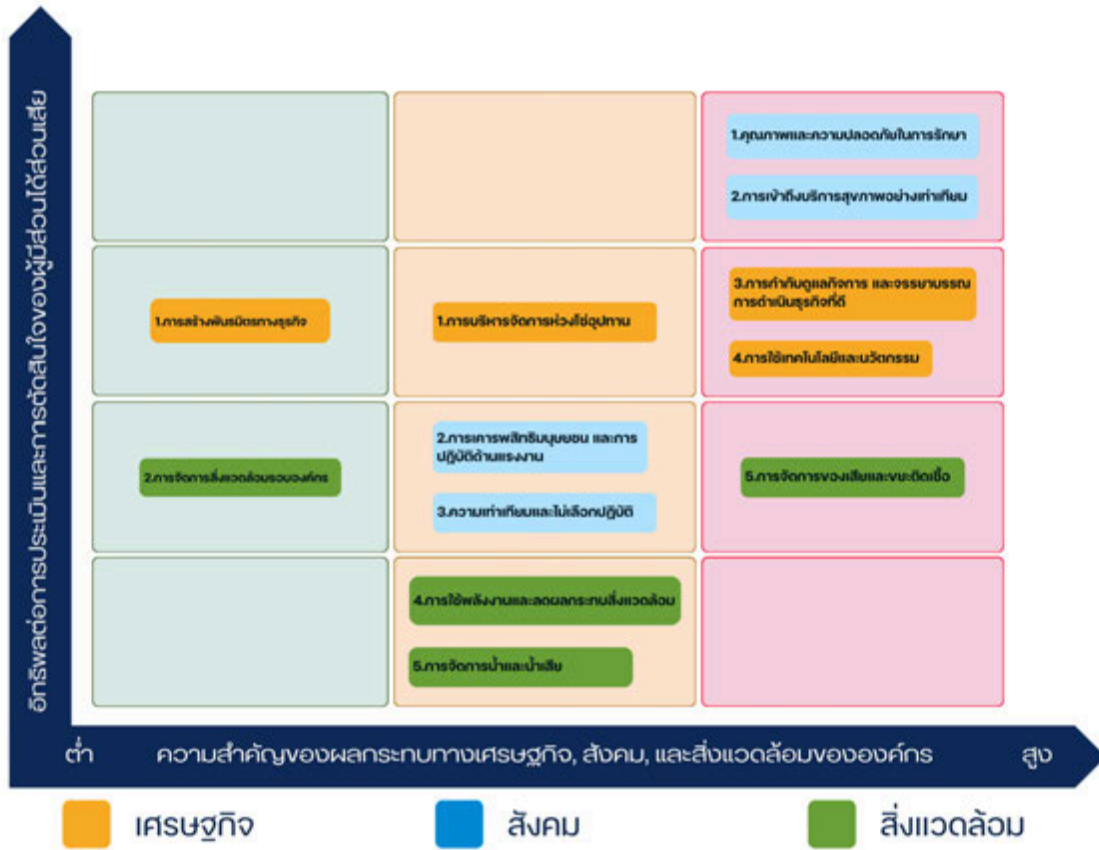 อิทธิพลต่อการประเมินและการตัดสินใจของผู้มีส่วนได้ส่วนเสีย
1.คุณภาพและความปลอดภัยในการรักษา
2.การเข้าถึงบริการสุขภาพอย่างเท่าเทียม
1.การสร้างพันธมิตรทางธุรกิจ
1.การบริหารจัดการห่วงโซ่อุปทาน
3.การกำกับดูแลกิจการ และจรรยาบรรณ
การดำเนินธุรกิจที่ดี
4.การใช้เทคโนโลยีและนวัตกรรม
2.การจัดการสิ่งแวดล้อมรอบองค์กร
2.การเคารพสิทธิมนุษยชน และการ
ปฏิบัติด้านแรงงาน
3.ความเท่าเทียมและไม่เลือกปฏิบัติ
5.การจัดการของเสียและขยะติดเชื้อ
4.การใช้พลังงานและลดผลกระทบสิ่งแวดล้อม
5.การจัดการน้ำและน้ำเสีย
ต่ำ ความสำคัญของผลกระทบทางเศรษฐกิจ, สังคม, และสิ่งแวดล้อมขององค์กร สูง
เศรษฐกิจ สังคม สิ่งแวดล้อม